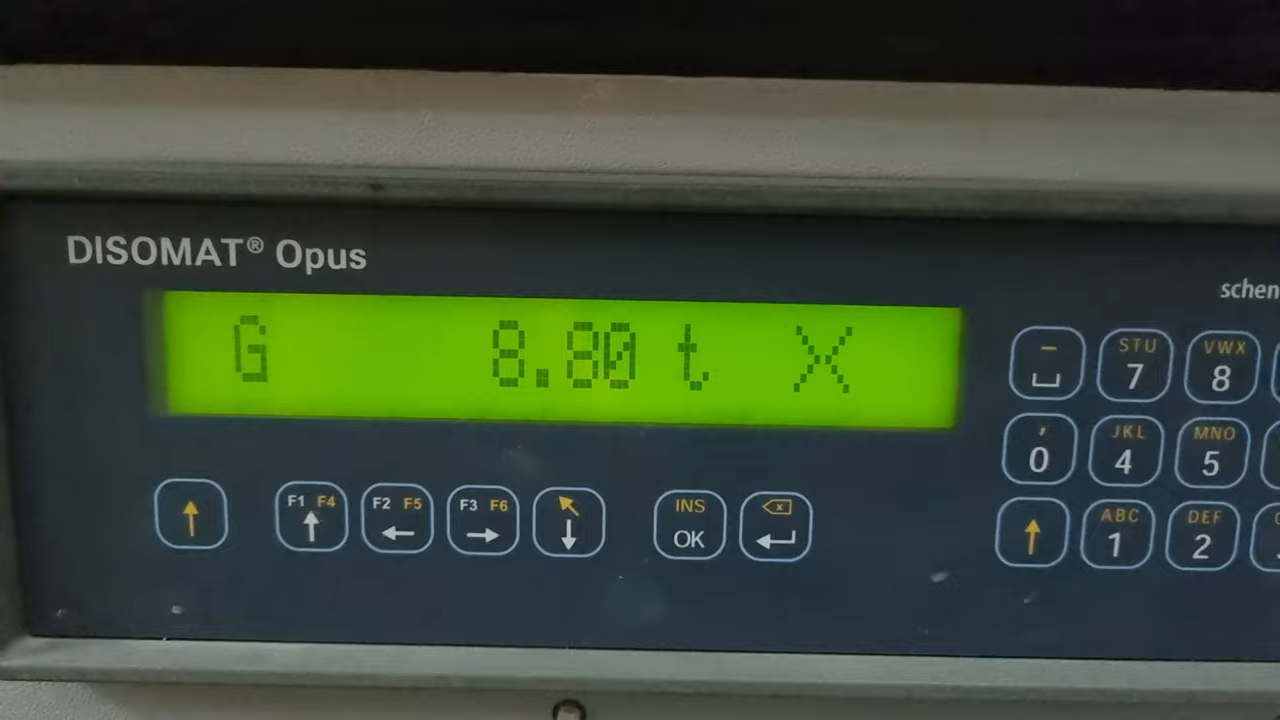 DISOMAT® Opus
schen
G 8.80 t X
- STU VWX
7 8
, JKL MNO
0 4 5
F1 F4 F2 F5 F3 F6 INS
OK
ABC DEF
1 2